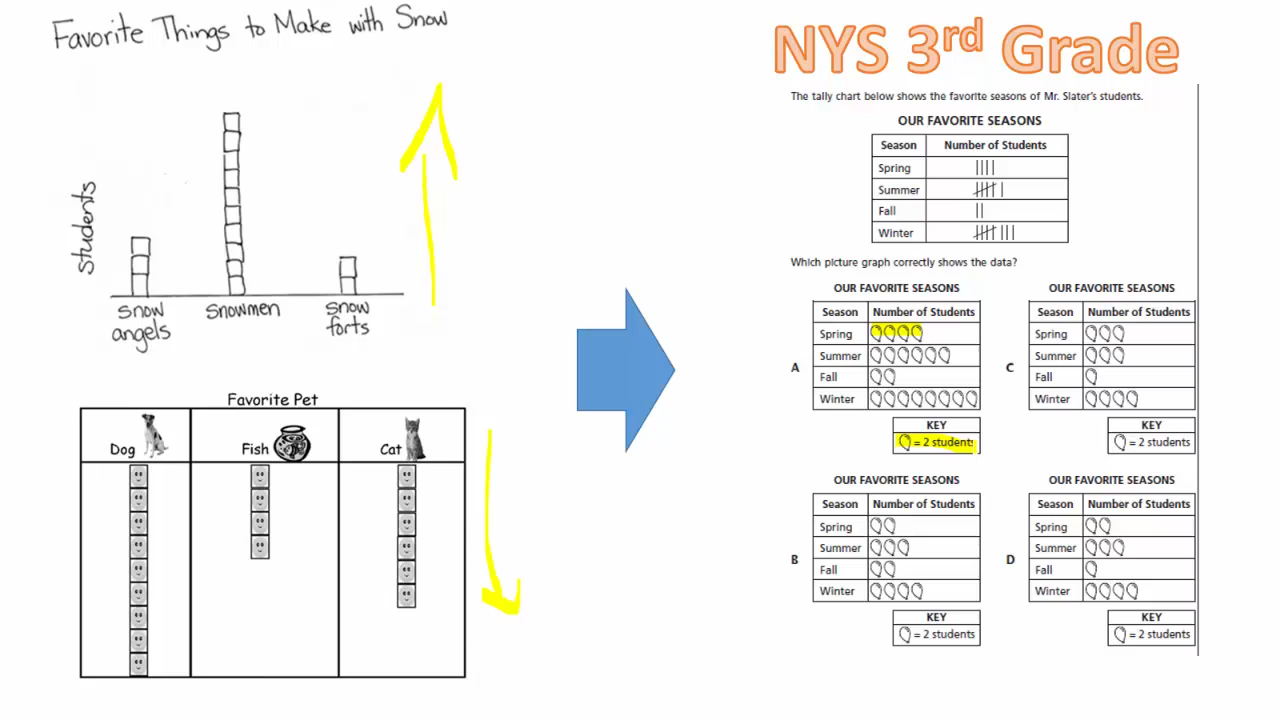 Favorite Things to Make with Snow
students
snow angels
snowmen
snow forts
Favorite Pet
Dog
Fish
Cat
NYS 3rd Grade
The tally chart below shows the favorite seasons of Mr. Slater's students.
OUR FAVORITE SEASONS
Season Number of Students
Spring
Summer
Fall
Winter
Which picture graph correctly shows the data?
A
OUR FAVORITE SEASONS
Season Number of Students
Spring
Summer
Fall
Winter
KEY
= 2 students
C
OUR FAVORITE SEASONS
Season Number of Students
Spring
Summer
Fall
Winter
KEY
= 2 students
B
OUR FAVORITE SEASONS
Season Number of Students
Spring
Summer
Fall
Winter
KEY
= 2 students
D
OUR FAVORITE SEASONS
Season Number of Students
Spring
Summer
Fall
Winter
KEY
= 2 students